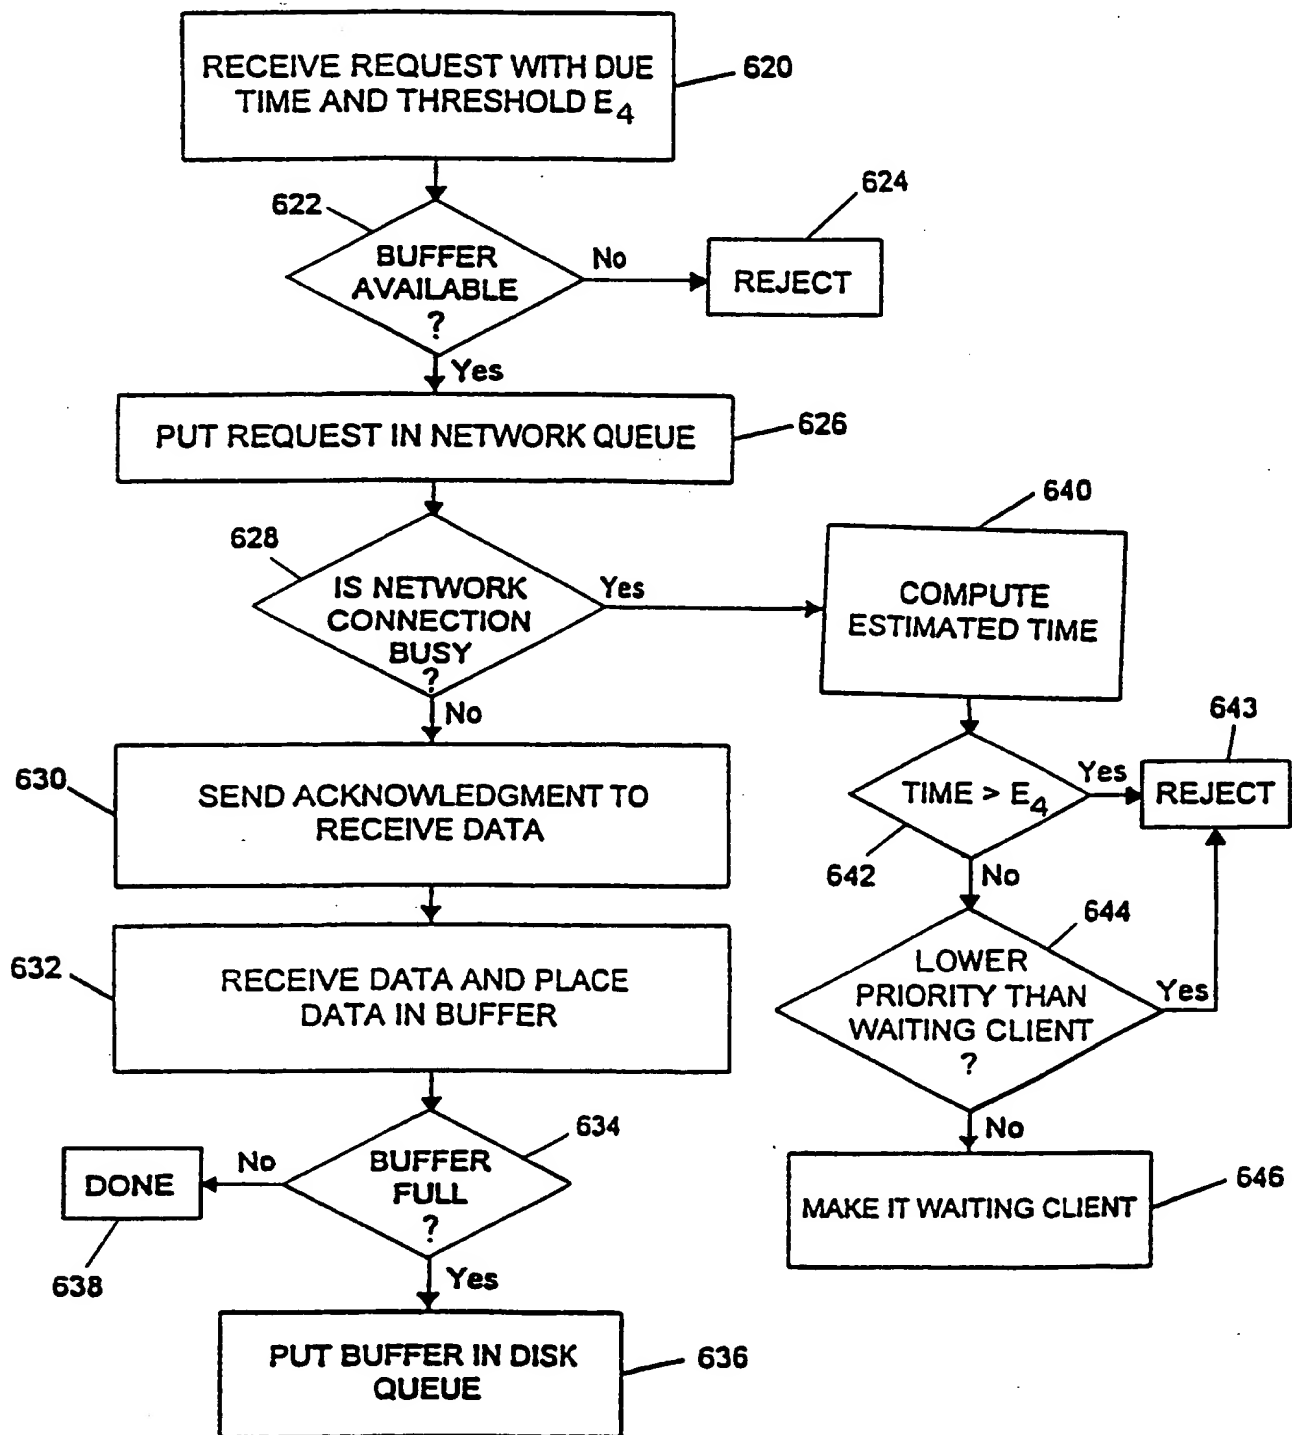 RECEIVE REQUEST WITH DUE
TIME AND THRESHOLD E4
620
622
BUFFER
AVAILABLE
?
No
624
REJECT
Yes
PUT REQUEST IN NETWORK QUEUE
626
628
IS NETWORK
CONNECTION
BUSY
?
Yes
640
COMPUTE
ESTIMATED TIME
No
630
SEND ACKNOWLEDGMENT TO
RECEIVE DATA
TIME > E4
642
Yes
643
REJECT
No
632
RECEIVE DATA AND PLACE
DATA IN BUFFER
644
LOWER
PRIORITY THAN
WAITING CLIENT
?
Yes
No
634
BUFFER
FULL
?
No
DONE
638
MAKE IT WAITING CLIENT
646
Yes
PUT BUFFER IN DISK
QUEUE
636